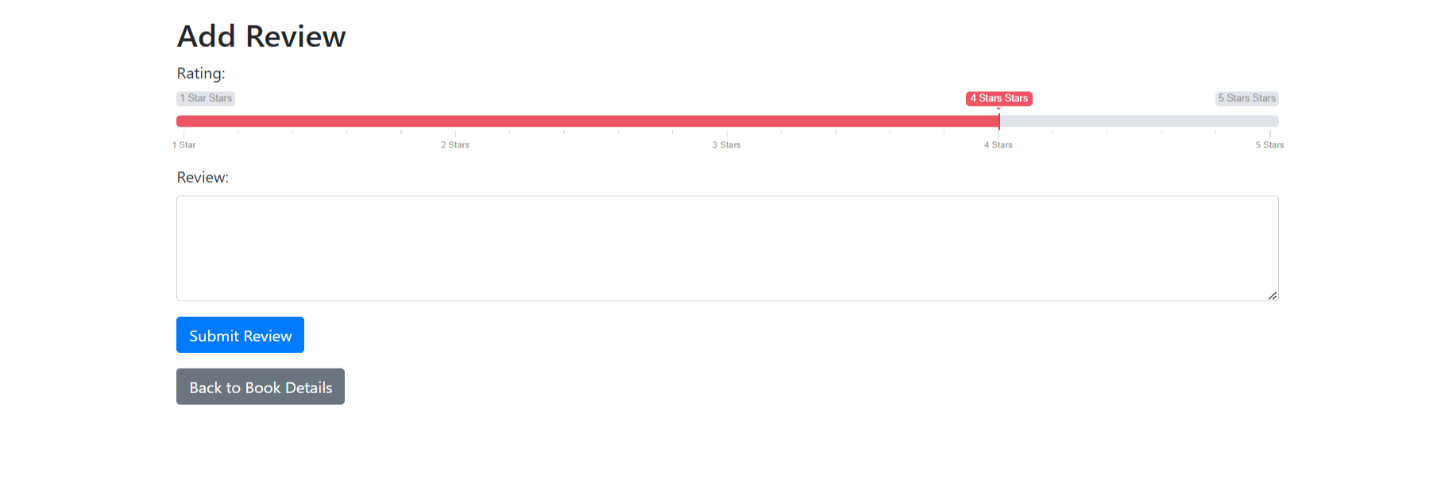 Add Review
Rating:
1 Star Stars 4 Stars Stars 5 Stars Stars
1 Star 2 Stars 3 Stars 4 Stars 5 Stars
Review:
Submit Review
Back to Book Details